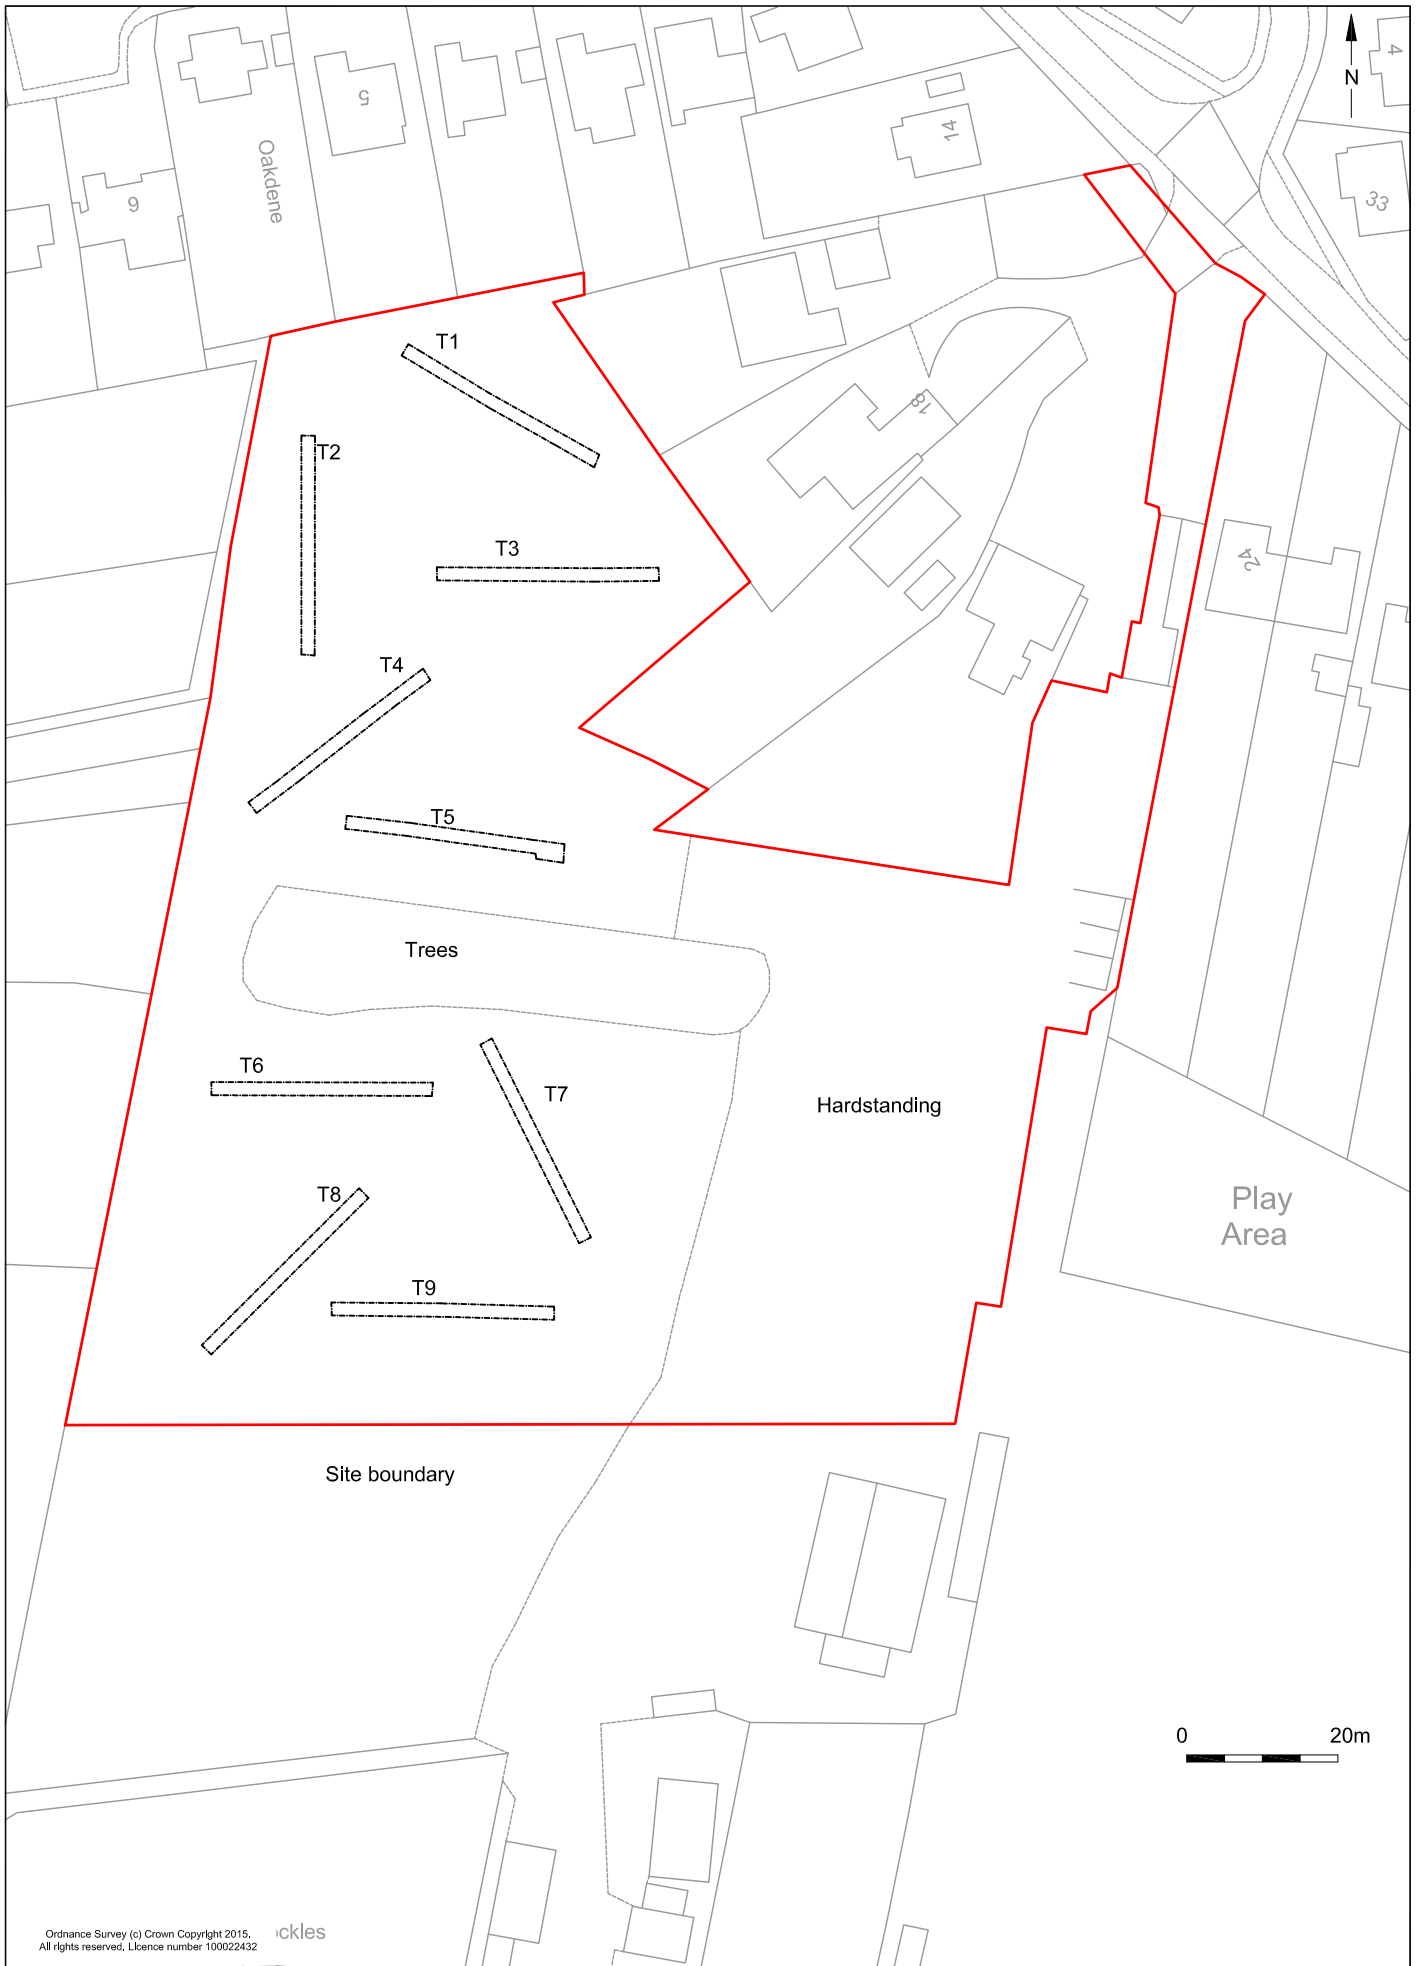 N
4
14
5
Oakdene
33
6
T1
18
T2
T3
24
T4
T5
Trees
T6
T7
Hardstanding
T8
Play
Area
T9
Site boundary
0 20m
Ordnance Survey (c) Crown Copyright 2015.
All rights reserved. Licence number 100022432
ckles